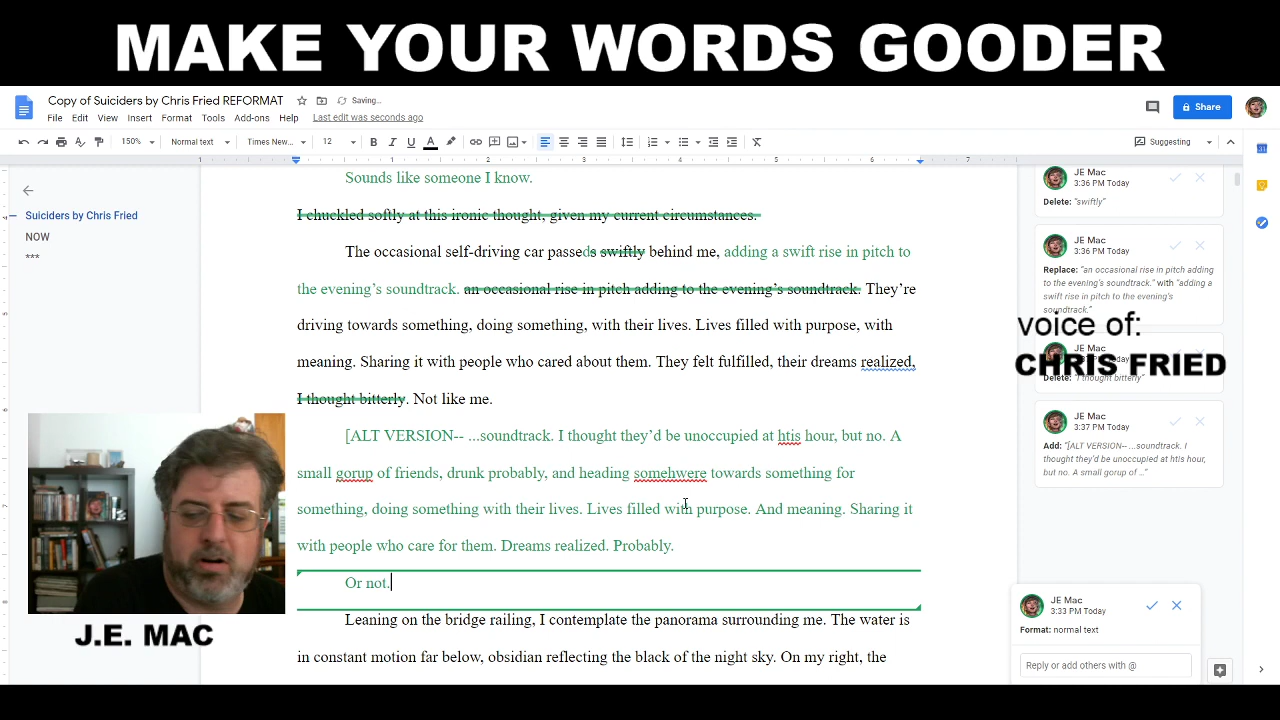 MAKE YOUR WORDS GOODER
Copy of Suiciders by Chris Fried REFORMAT
Saving...
File Edit View Insert Format Tools Add-ons Help Last edit was seconds ago
Share
150% Normal text Times New... 12 B I U A Suggesting
1 1 2 3 4 5 6 7
Suiciders by Chris Fried
NOW
***
Sounds like someone I know.
I chuckled softly at this ironic thought, given my current circumstances.
The occasional self-driving car passeds swiftly behind me, adding a swift rise in pitch to
the evening's soundtrack. an occasional rise in pitch adding to the evening's soundtrack. They're
driving towards something, doing something, with their lives. Lives filled with purpose, with
meaning. Sharing it with people who cared about them. They felt fulfilled, their dreams realized,
I thought bitterly. Not like me.
[ALT VERSION-- ...soundtrack. I thought they'd be unoccupied at htis hour, but no. A
small gorup of friends, drunk probably, and heading somehwere towards something for
something, doing something with their lives. Lives filled with purpose. And meaning. Sharing it
with people who care for them. Dreams realized. Probably.
Or not.
Leaning on the bridge railing, I contemplate the panorama surrounding me. The water is
in constant motion far below, obsidian reflecting the black of the night sky. On my right, the
JE Mac
3:36 PM Today
Delete: "swiftly"
JE Mac
3:36 PM Today
Replace: "an occasional rise in pitch adding
to the evening's soundtrack." with "adding a
swift rise in pitch to the evening's
soundtrack."
voice of:
CHRIS FRIED
JE Mac
Delete: "I thought bitterly"
JE Mac
3:37 PM Today
Add: "[ALT VERSION-- ...soundtrack. I
thought they'd be unoccupied at htis hour,
but no. A small gorup of ..."
JE Mac
3:33 PM Today
Format: normal text
Reply or add others with @
J.E. MAC